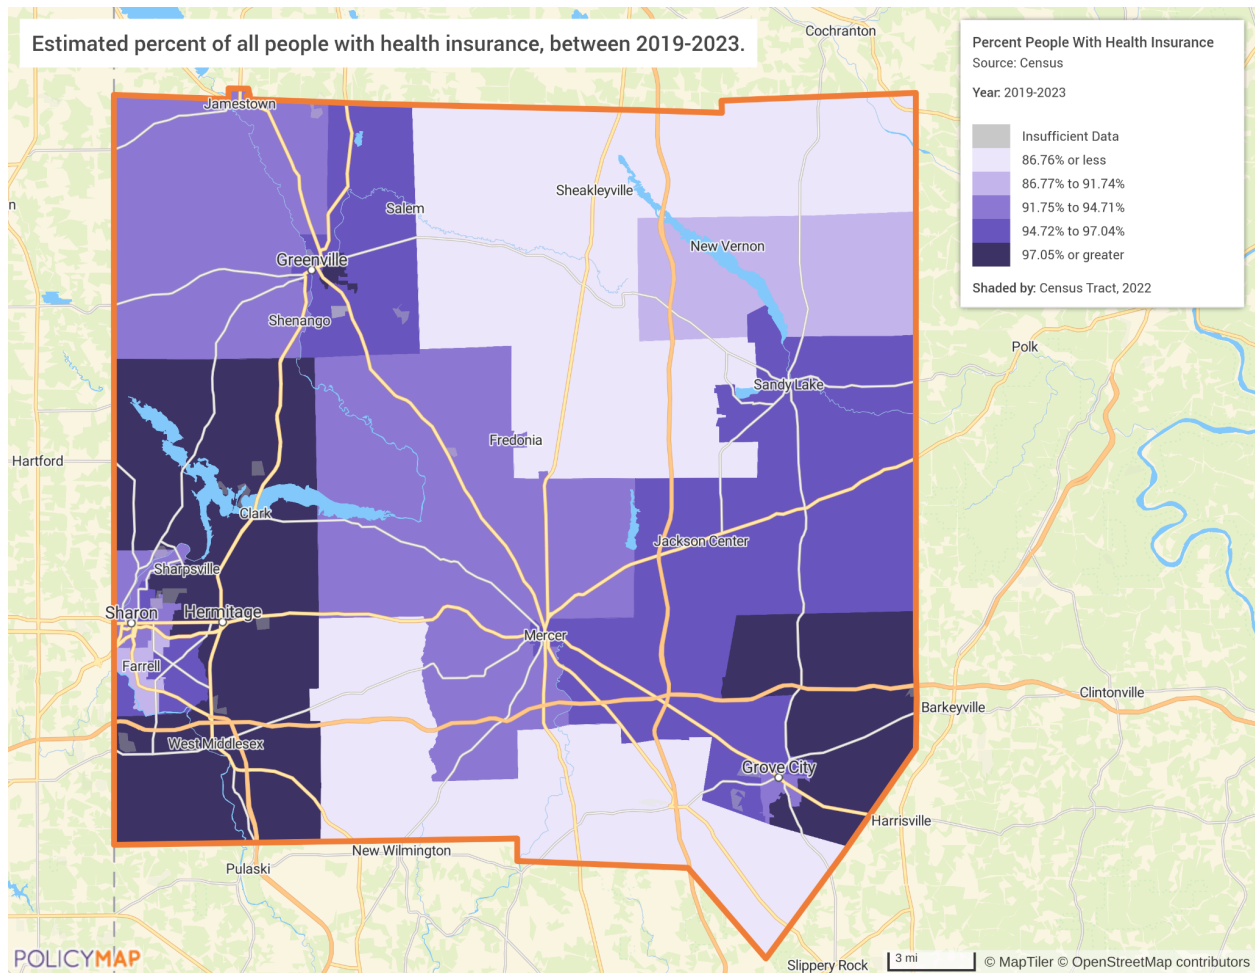 Estimated percent of all people with health insurance, between 2019-2023.
Cochranton
Percent People With Health Insurance
Source: Census
Year: 2019-2023
Insufficient Data
86.76% or less
86.77% to 91.74%
91.75% to 94.71%
94.72% to 97.04%
97.05% or greater
Shaded by: Census Tract, 2022
Jamestown
Sheakleyville
n
Salem
New Vernon
Greenville
Shenango
Polk
Sandy Lake
Fredonia
Hartford
Clark
Jackson Center
Sharpsville
Sharon
Hermitage
Mercer
Farrell
Clintonville
Barkeyville
West Middlesex
Grove City
Harrisville
New Wilmington
Pulaski
POLICYMAP
3 mi
© MapTiler © OpenStreetMap contributors
Slippery Rock